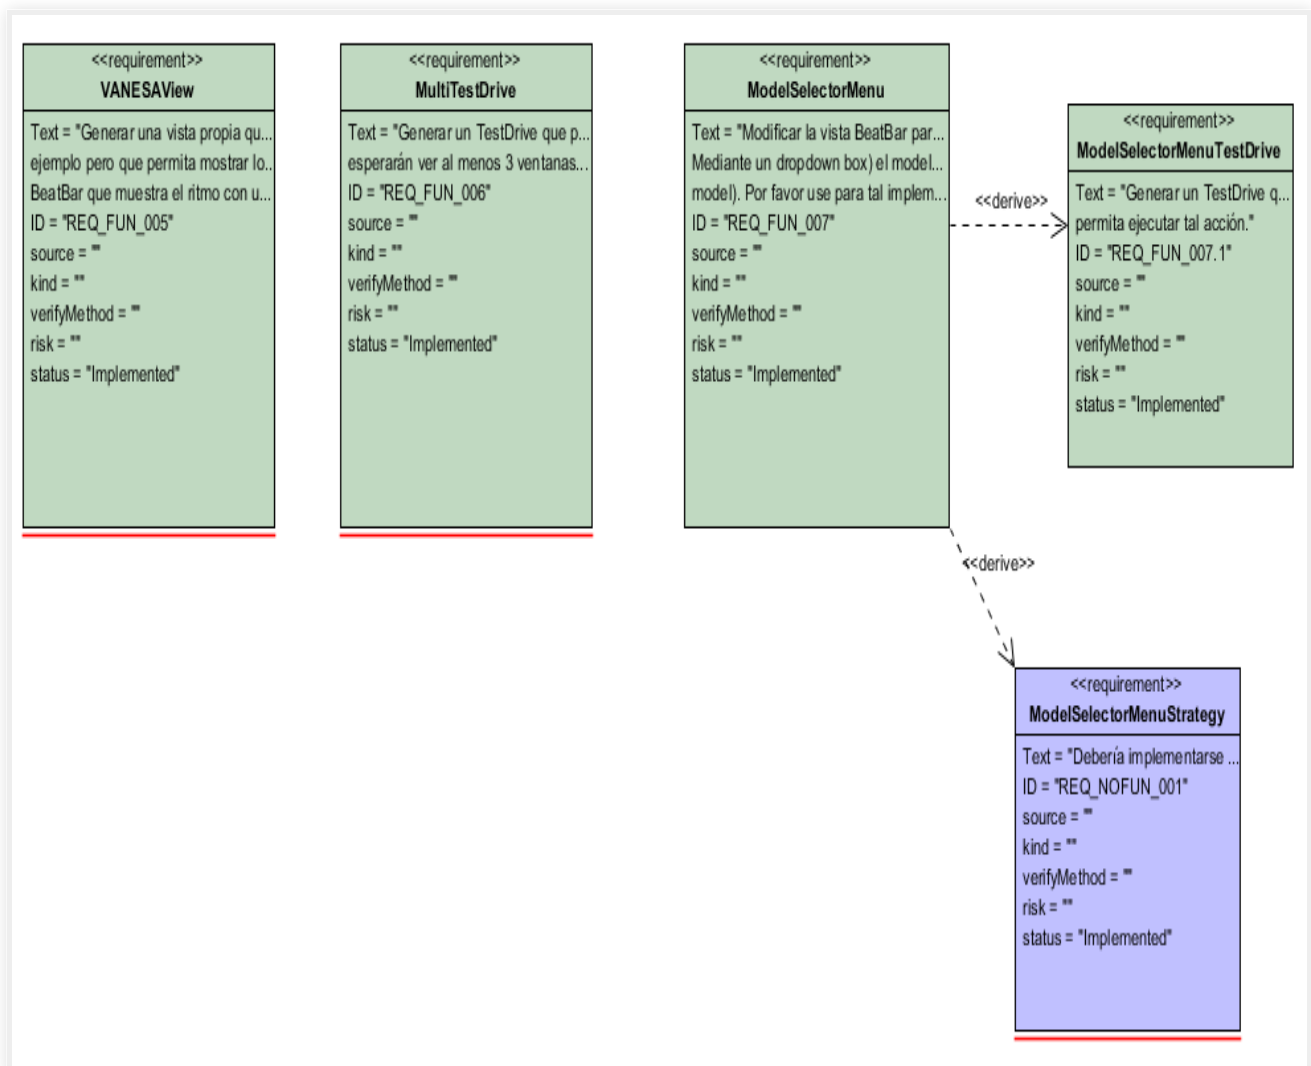 <<requirement>>
VANESAView
Text = "Generar una vista propia qu...
ejemplo pero que permita mostrar lo...
BeatBar que muestra el ritmo con u...
ID = "REQ_FUN_005"
source = ""
kind = ""
verifyMethod = ""
risk = ""
status = "Implemented"
<<requirement>>
MultiTestDrive
Text = "Generar un TestDrive que p...
esperarán ver al menos 3 ventanas...
ID = "REQ_FUN_006"
source = ""
kind = ""
verifyMethod = ""
risk = ""
status = "Implemented"
<<requirement>>
ModelSelectorMenu
Text = "Modificar la vista BeatBar par...
Mediante un dropdown box) el model...
model). Por favor use para tal implem...
ID = "REQ_FUN_007"
source = ""
kind = ""
verifyMethod = ""
risk = ""
status = "Implemented"
<<derive>>
<<requirement>>
ModelSelectorMenuTestDrive
Text = "Generar un TestDrive q...
permita ejecutar tal acción."
ID = "REQ_FUN_007.1"
source = ""
kind = ""
verifyMethod = ""
risk = ""
status = "Implemented"
<<derive>>
<<requirement>>
ModelSelectorMenuStrategy
Text = "Debería implementarse ...
ID = "REQ_NOFUN_001"
source = ""
kind = ""
verifyMethod = ""
risk = ""
status = "Implemented"